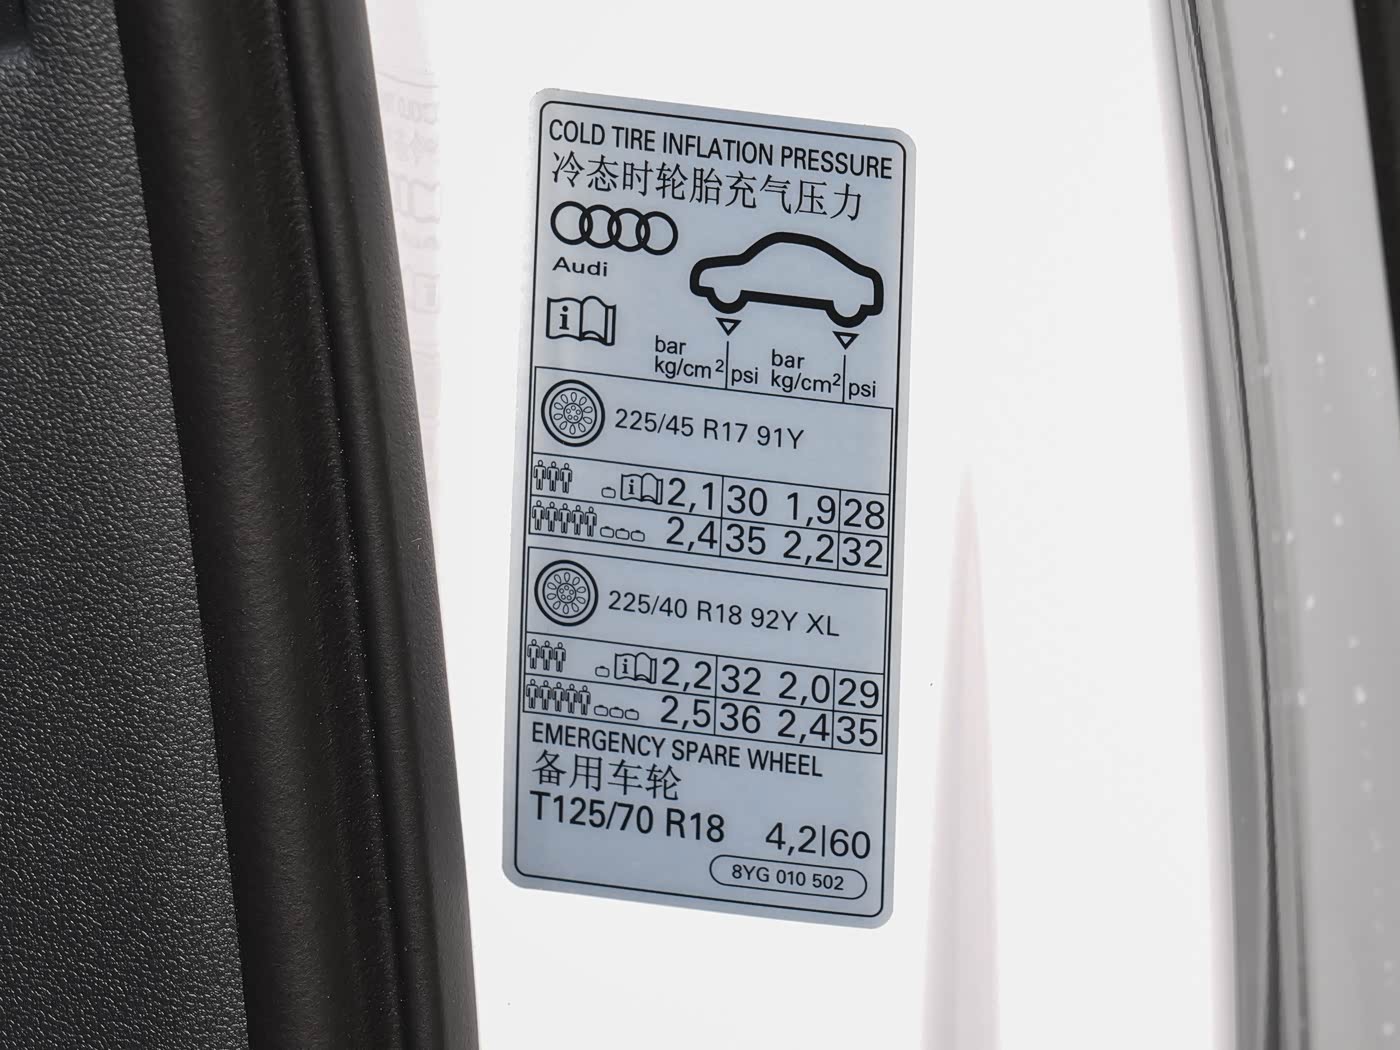 COLD TIRE INFLATION PRESSURE
冷态时轮胎充气压力
Audi
i
bar
kg/cm² psi
bar
kg/cm² psi
225/45 R17 91Y
i 2,1 30 1,9 28
2,4 35 2,2 32
225/40 R18 92Y XL
i 2,2 32 2,0 29
2,5 36 2,4 35
EMERGENCY SPARE WHEEL
备用车轮
T125/70 R18 4,2|60
8YG 010 502